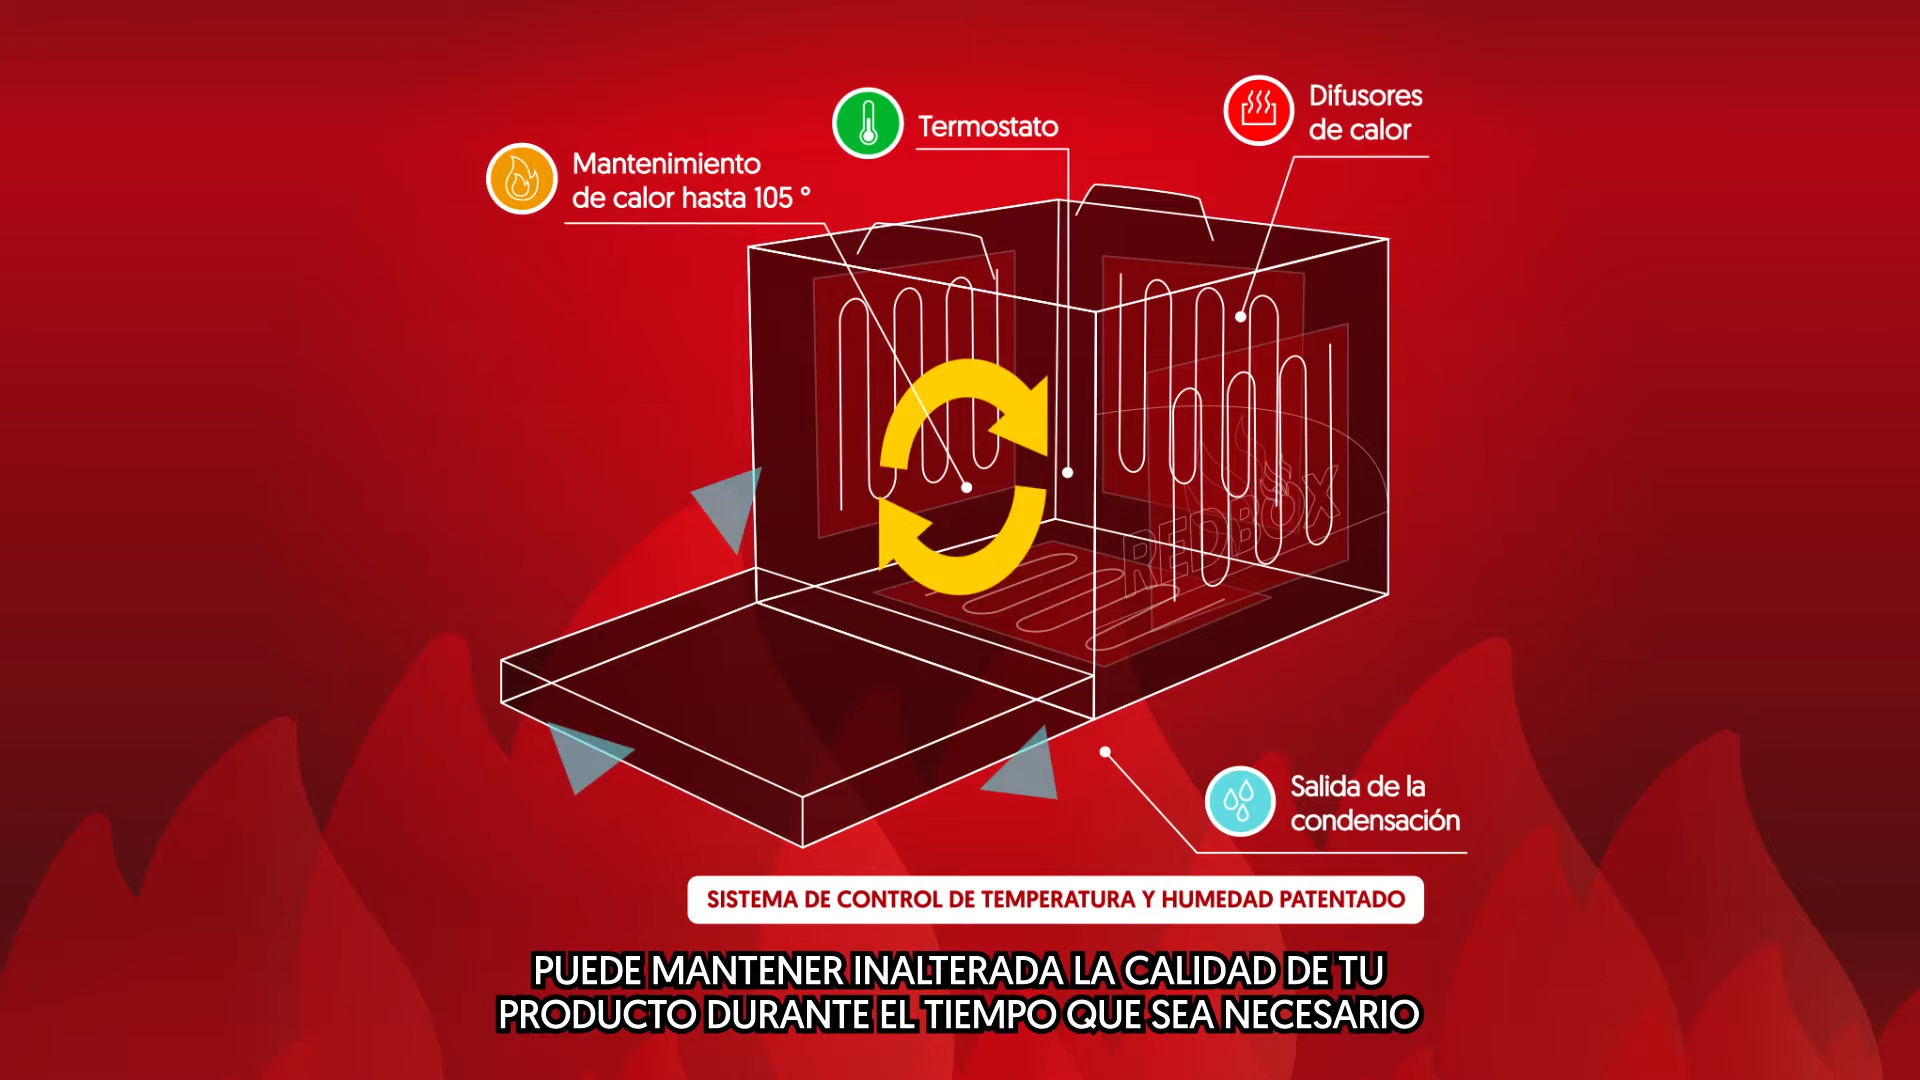 Difusores
de calor
Termostato
Mantenimiento
de calor hasta 105 °
REDBOX
Salida de la
condensación
SISTEMA DE CONTROL DE TEMPERATURA Y HUMEDAD PATENTADO
PUEDE MANTENER INALTERADA LA CALIDAD DE TU
PRODUCTO DURANTE EL TIEMPO QUE SEA NECESARIO